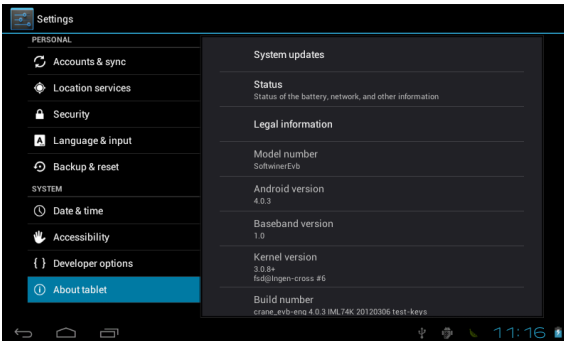 Settings
PERSONAL
Accounts & sync
Location services
Security
A Language & input
Backup & reset
SYSTEM
Date & time
Accessibility
{ } Developer options
About tablet
System updates
Status
Status of the battery, network, and other information
Legal information
Model number
SoftwinerEvb
Android version
4.0.3
Baseband version
1.0
Kernel version
3.0.8+
fsd@Ingen-cross #6
Build number
crane_evb-eng 4.0.3 IML74K 20120306 test-keys
11:16